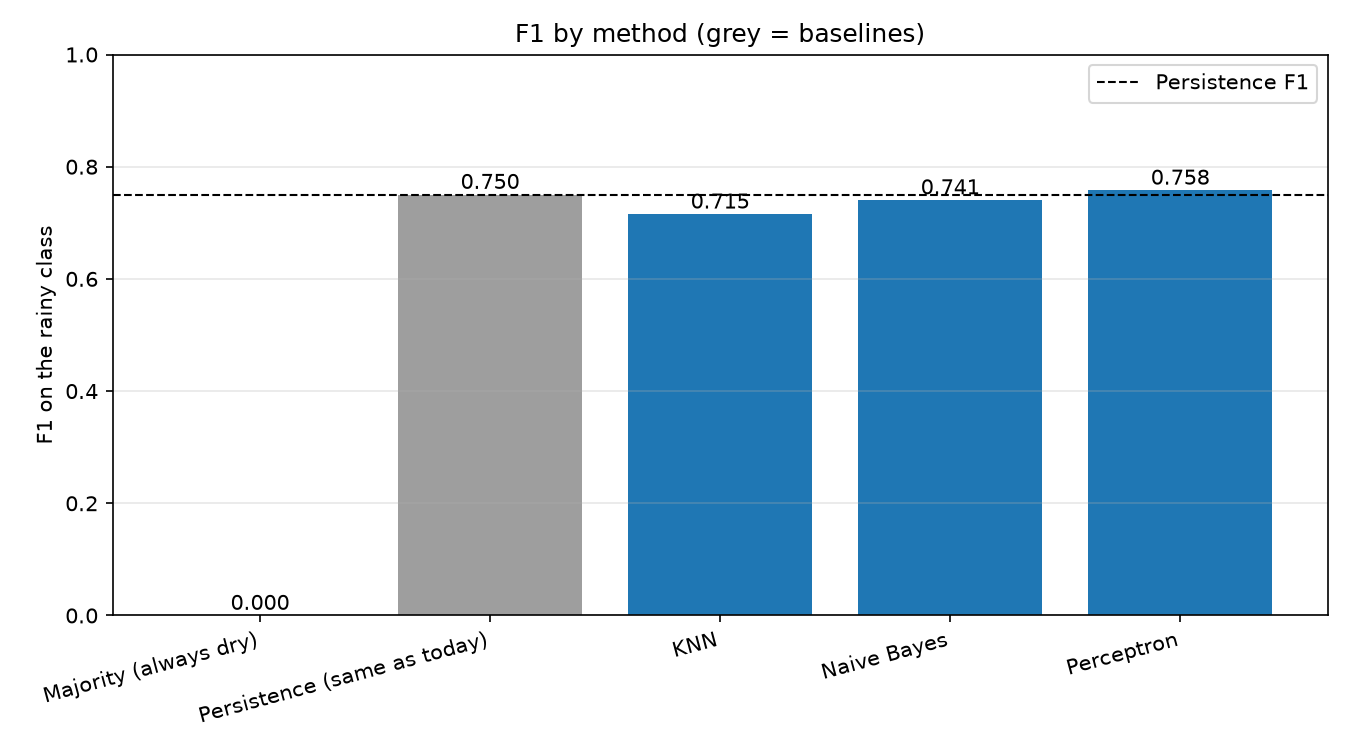 F1 by method (grey = baselines)
Persistence F1
F1 on the rainy class
1.0
0.8
0.6
0.4
0.2
0.0
0.000
0.750
0.715
0.741
0.758
Majority (always dry)
Persistence (same as today)
KNN
Naive Bayes
Perceptron